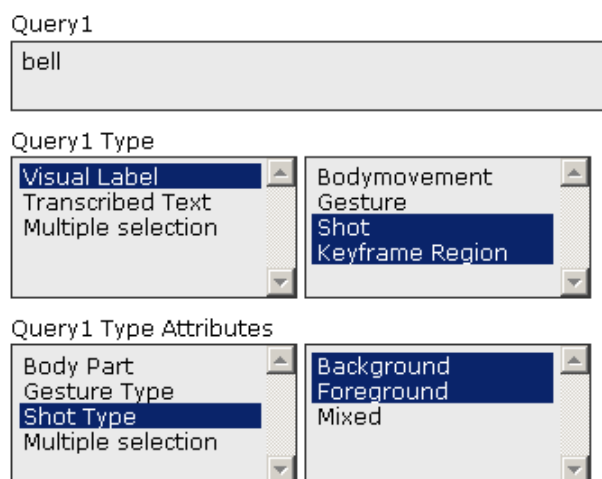 Query1
bell
Query1 Type
Visual Label
Transcribed Text
Multiple selection
Bodymovement
Gesture
Shot
Keyframe Region
Query1 Type Attributes
Body Part
Gesture Type
Shot Type
Multiple selection
Background
Foreground
Mixed